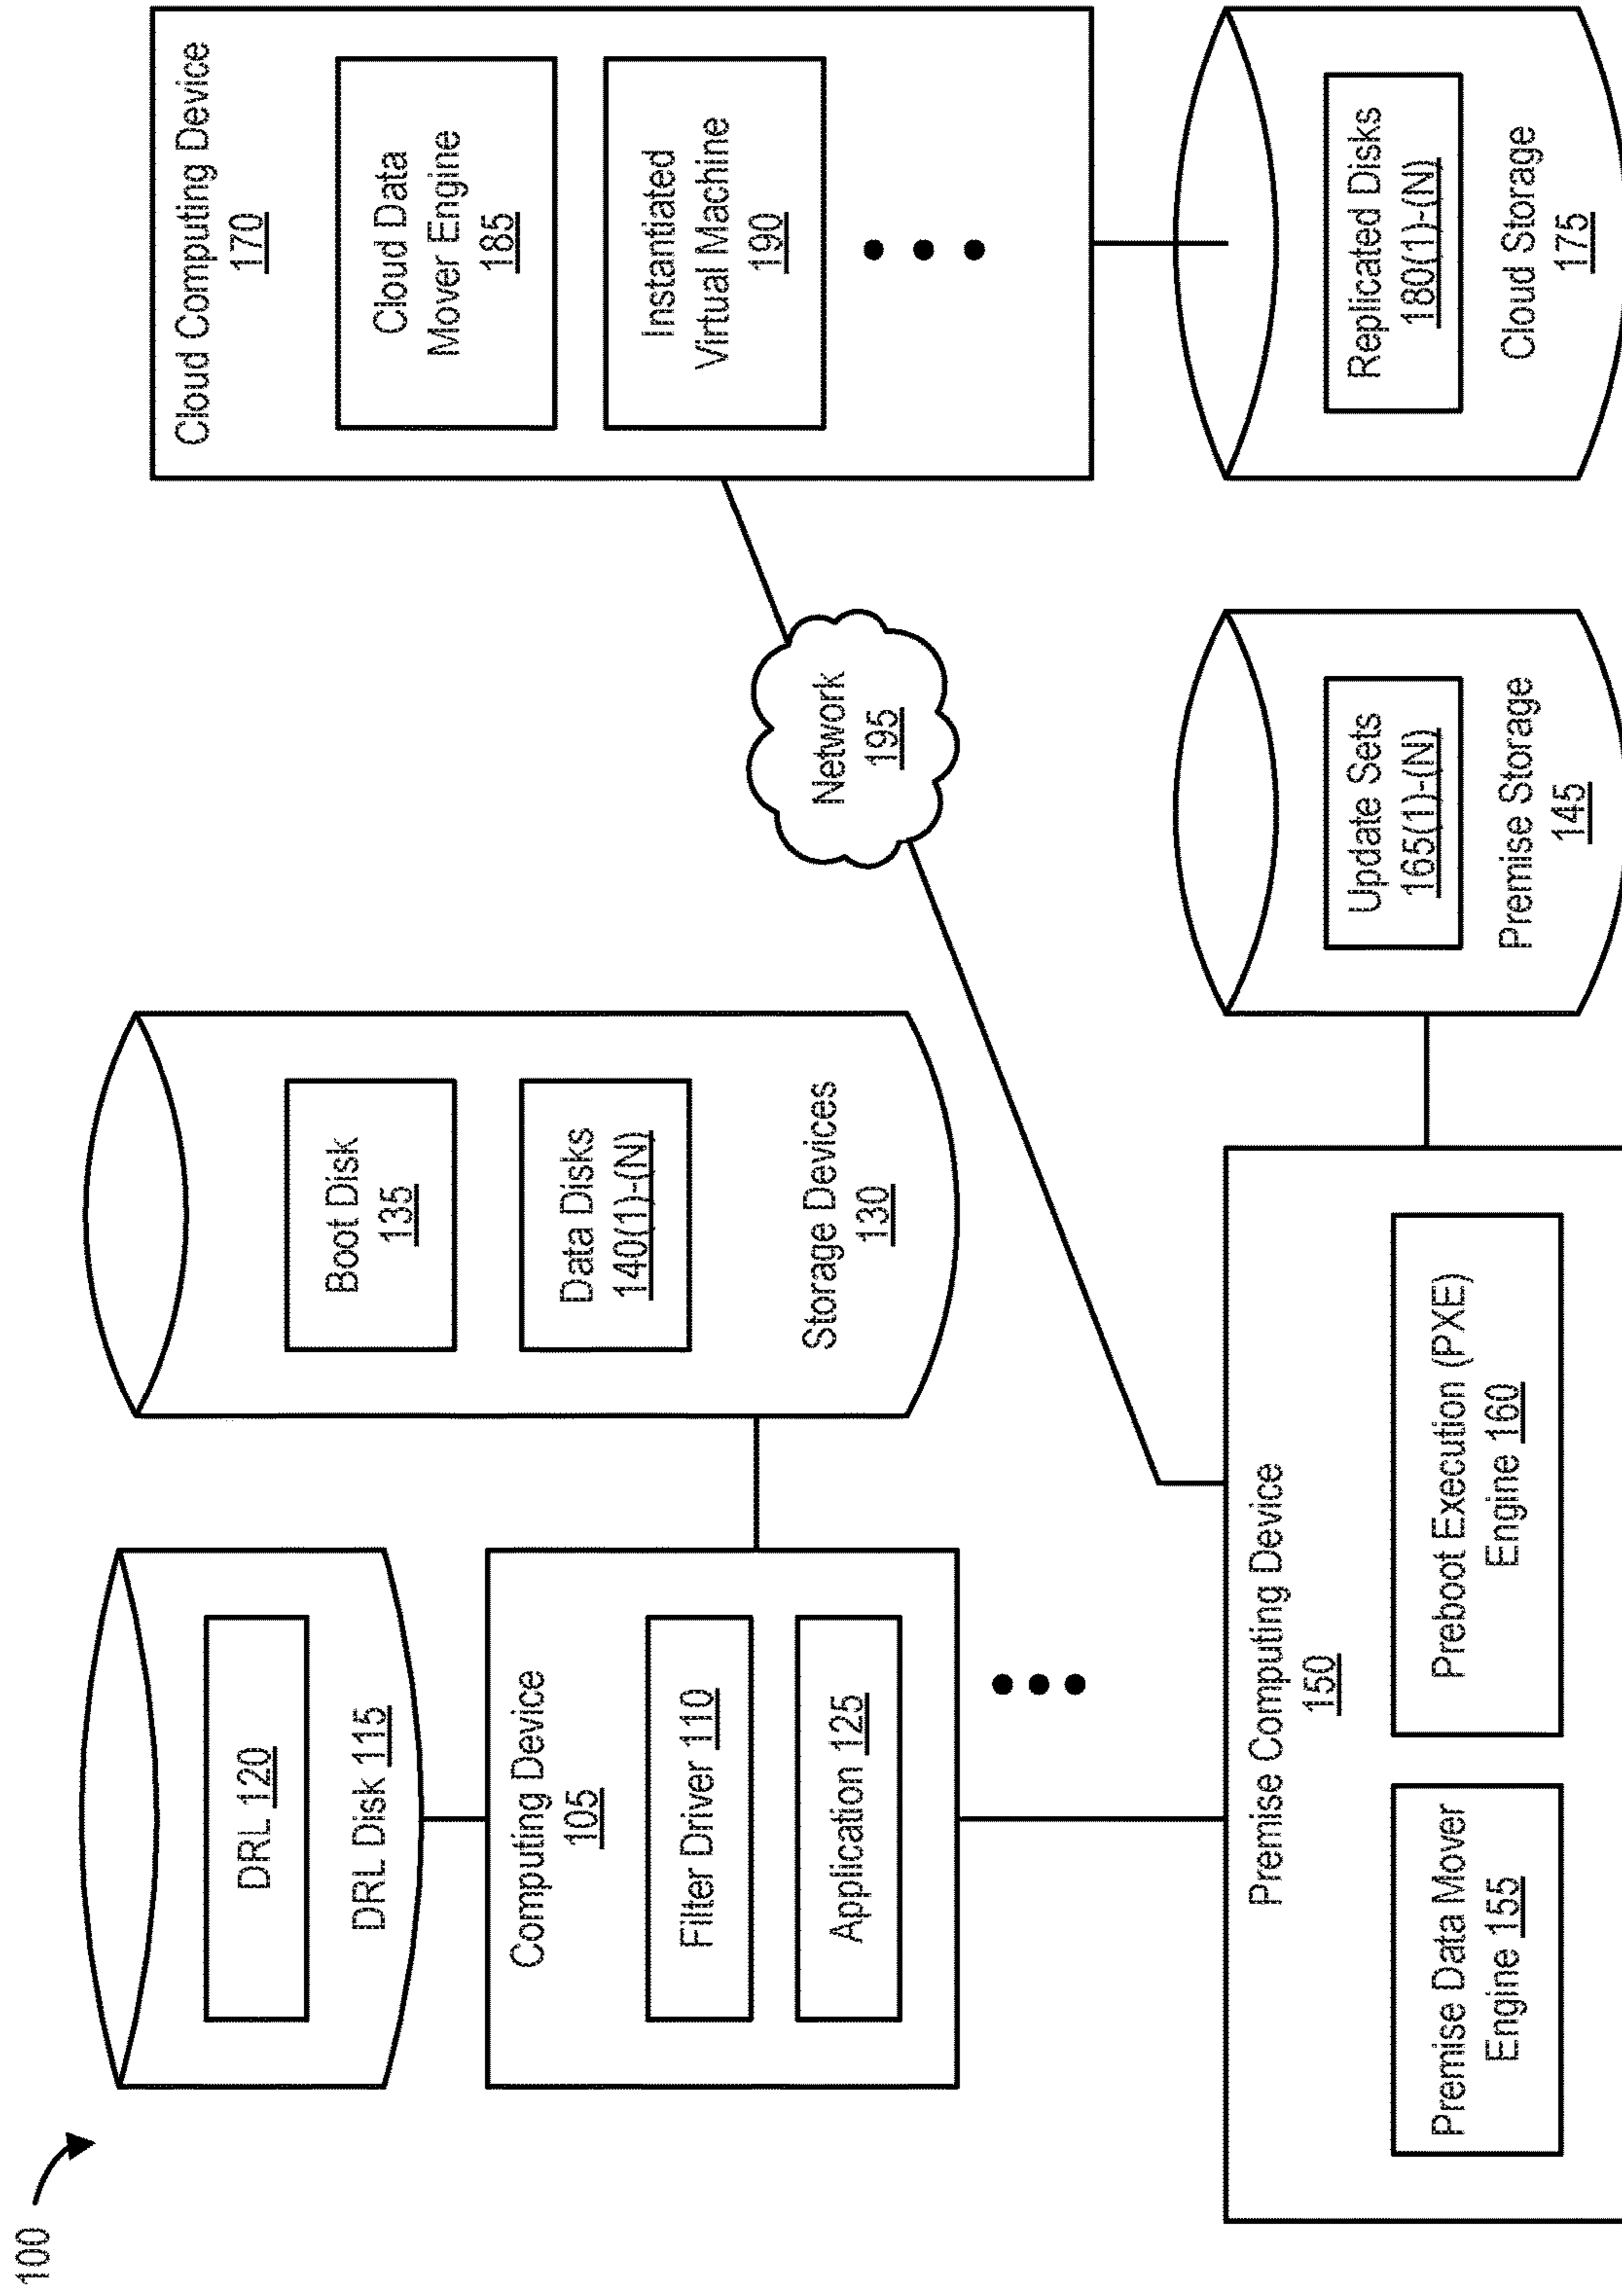 100
DRL 120
DRL Disk 115
Computing Device
105
Filter Driver 110
Application 125
Boot Disk
135
Data Disks
140(1)-(N)
Storage Devices
130
Cloud Computing Device
170
Cloud Data
Mover Engine
185
Instantiated
Virtual Machine
190
Network
195
Premise Computing Device
150
Premise Data Mover
Engine 155
Preboot Execution (PXE)
Engine 160
Update Sets
165(1)-(N)
Premise Storage
145
Replicated Disks
180(1)-(N)
Cloud Storage
175